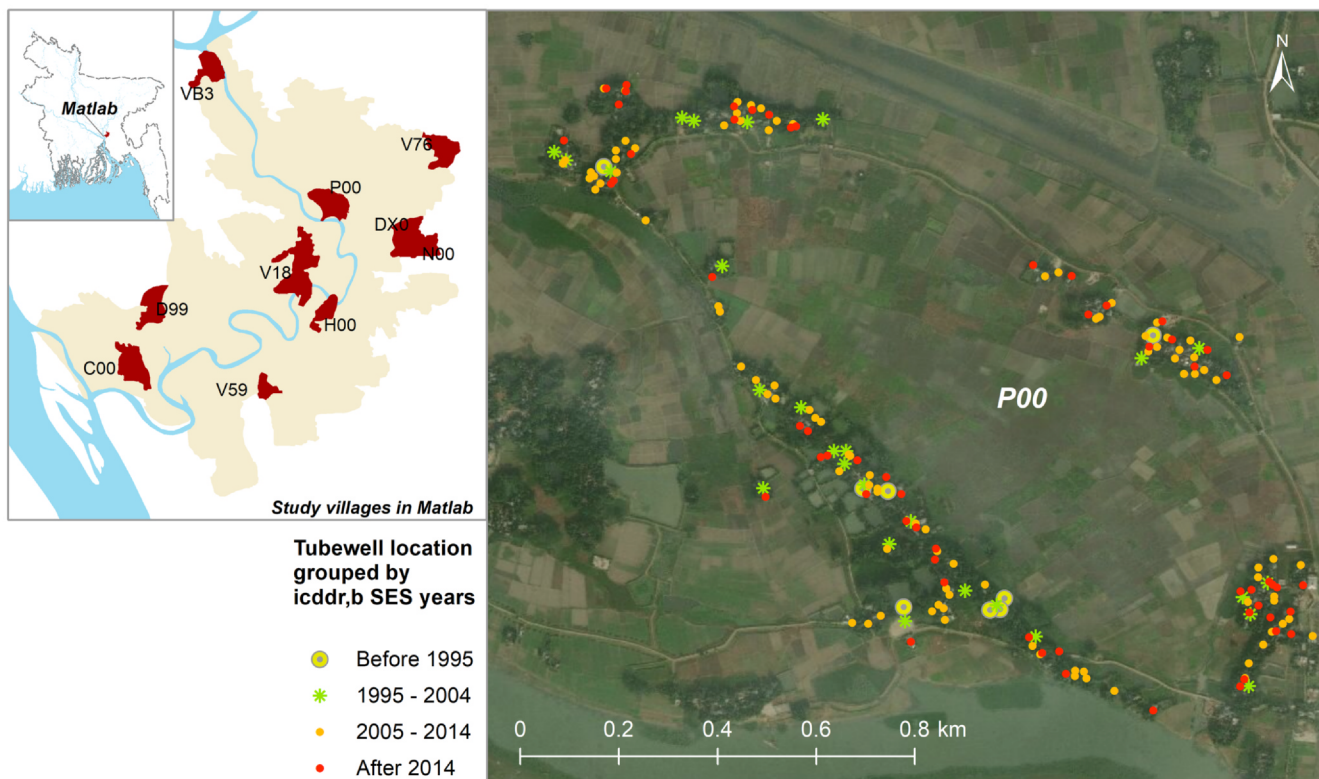 Matlab
VB3
V76
P00
DX0
N00
V18
H00
D99
C00
V59
Study villages in Matlab
N
P00
Tubewell location
grouped by
icddr,b SES years
Before 1995
1995 - 2004
2005 - 2014
After 2014
0 0.2 0.4 0.6 0.8 km